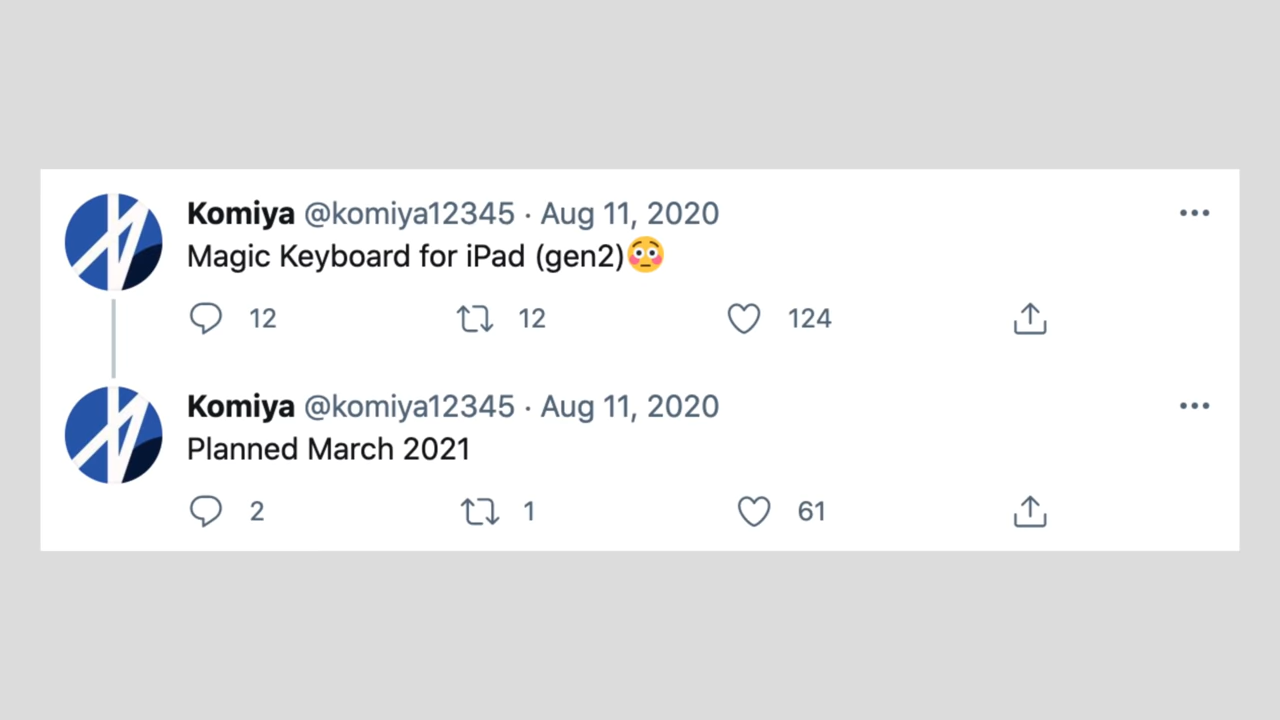 Komiya @komiya12345 · Aug 11, 2020
Magic Keyboard for iPad (gen2)😳
12 12 124
Komiya @komiya12345 · Aug 11, 2020
Planned March 2021
2 1 61